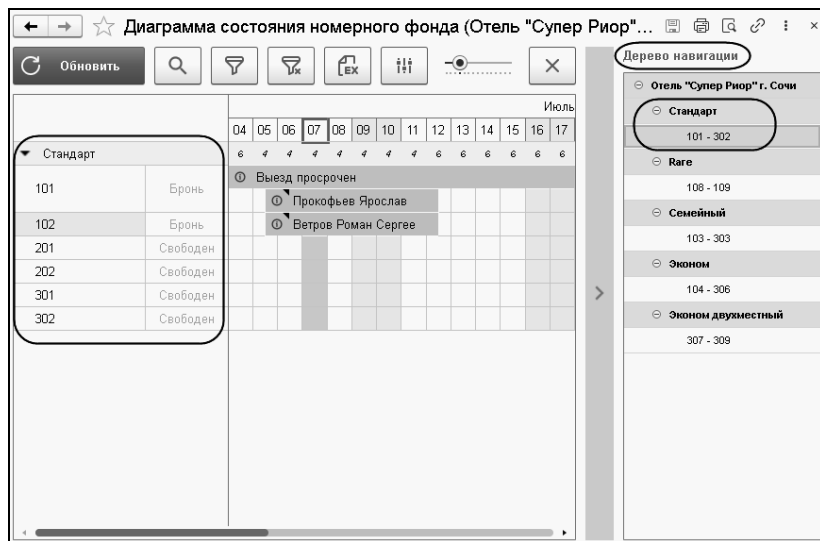 Диаграмма состояния номерного фонда (Отель "Супер Риор"...
Обновить
EX
Дерево навигации
Июль
04 05 06 07 08 09 10 11 12 13 14 15 16 17
Стандарт 6 4 4 4 4 4 4 4 6 6 6 6 6 6
101 Бронь Выезд просрочен
Прокофьев Ярослав
102 Бронь Ветров Роман Сергее
201 Свободен
202 Свободен
301 Свободен
302 Свободен
Отель "Супер Риор" г. Сочи
Стандарт
101 - 302
Rare
108 - 109
Семейный
103 - 303
Эконом
104 - 306
Эконом двухместный
307 - 309